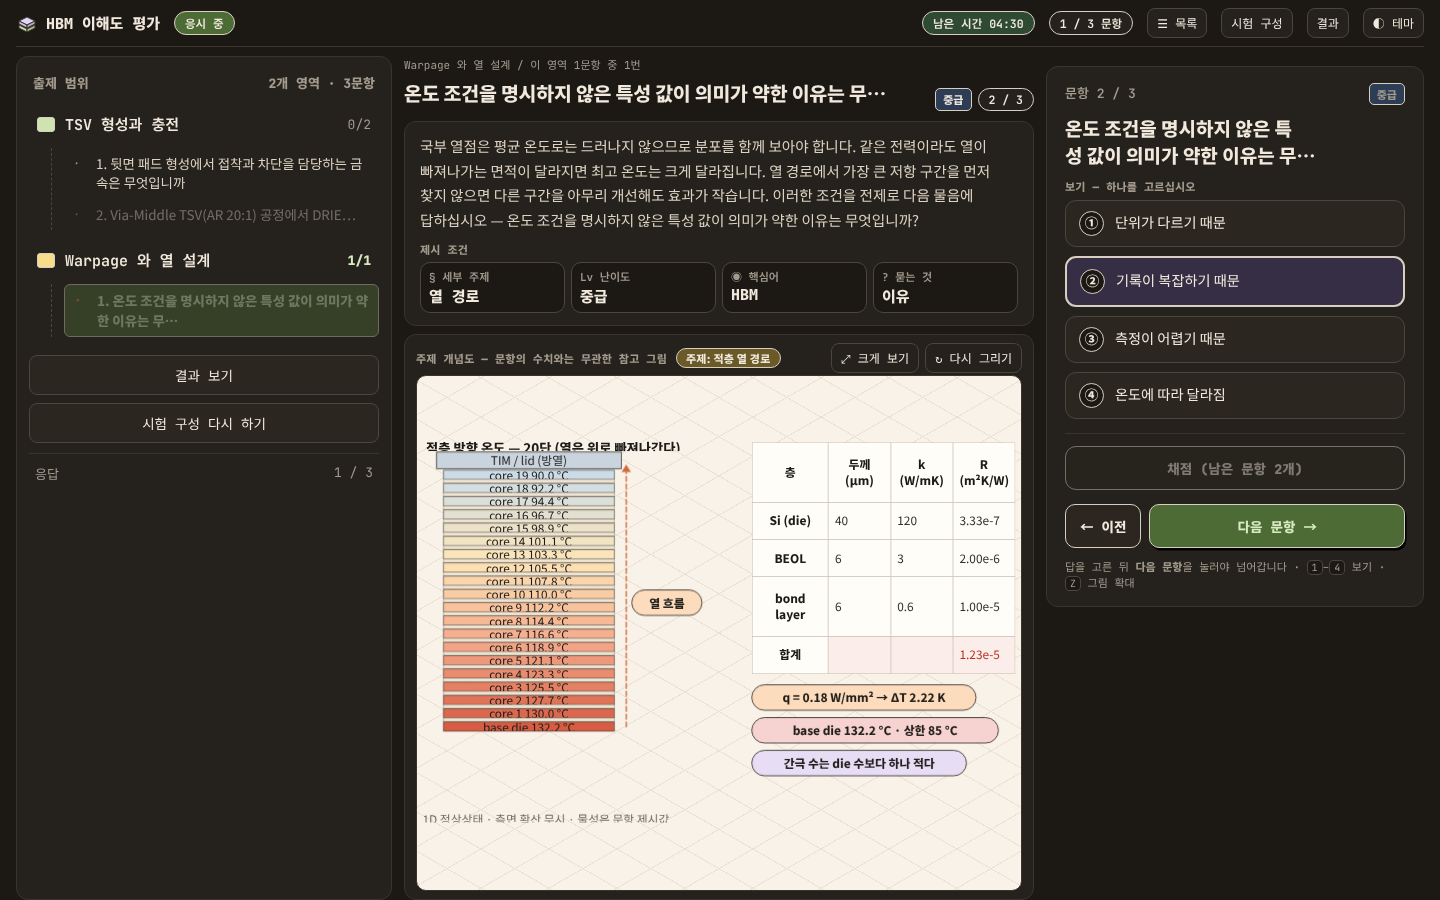 HBM 이해도 평가
응시 중
남은 시간 04:30
1 / 3 문항
☰ 목록
시험 구성
결과
◐ 테마
출제 범위
2개 영역 · 3문항
TSV 형성과 충전
0/2
· 1. 뒷면 패드 형성에서 접착과 차단을 담당하는 금
속은 무엇입니까
· 2. Via-Middle TSV(AR 20:1) 공정에서 DRIE…
Warpage 와 열 설계
1/1
· 1. 온도 조건을 명시하지 않은 특성 값이 의미가 약
한 이유는 무…
결과 보기
시험 구성 다시 하기
응답
1 / 3
Warpage 와 열 설계 / 이 영역 1문항 중 1번
온도 조건을 명시하지 않은 특성 값이 의미가 약한 이유는 무…
중급
2 / 3
국부 열점은 평균 온도로는 드러나지 않으므로 분포를 함께 보아야 합니다. 같은 전력이라도 열이
빠져나가는 면적이 달라지면 최고 온도는 크게 달라집니다. 열 경로에서 가장 큰 저항 구간을 먼저
찾지 않으면 다른 구간을 아무리 개선해도 효과가 작습니다. 이러한 조건을 전제로 다음 물음에
답하십시오 — 온도 조건을 명시하지 않은 특성 값이 의미가 약한 이유는 무엇입니까?
제시 조건
§ 세부 주제
열 경로
Lv 난이도
중급
◉ 핵심어
HBM
? 묻는 것
이유
주제 개념도 — 문항의 수치와는 무관한 참고 그림
주제: 적층 열 경로
⤢ 크게 보기
↻ 다시 그리기
적층 방향 온도 — 20단 (열은 위로 빠져나간다)
TIM / lid (방열)
core 19 90.0 °C
core 18 92.2 °C
core 17 94.4 °C
core 16 96.7 °C
core 15 98.9 °C
core 14 101.1 °C
core 13 103.3 °C
core 12 105.5 °C
core 11 107.8 °C
core 10 110.0 °C
core 9 112.2 °C
core 8 114.4 °C
core 7 116.6 °C
core 6 118.9 °C
core 5 121.1 °C
core 4 123.3 °C
core 3 125.5 °C
core 2 127.7 °C
core 1 130.0 °C
base die 132.2 °C
열 흐름
층 두께 (μm) k (W/mK) R (m²K/W)
Si (die) 40 120 3.33e-7
BEOL 6 3 2.00e-6
bond layer 6 0.6 1.00e-5
합계 1.23e-5
q = 0.18 W/mm² → ΔT 2.22 K
base die 132.2 °C · 상한 85 °C
간극 수는 die 수보다 하나 적다
1D 정상상태 · 측면 확산 무시 · 물성은 문항 제시값
문항 2 / 3
중급
온도 조건을 명시하지 않은 특
성 값이 의미가 약한 이유는 무…
보기 — 하나를 고르십시오
① 단위가 다르기 때문
② 기록이 복잡하기 때문
③ 측정이 어렵기 때문
④ 온도에 따라 달라짐
채점 (남은 문항 2개)
← 이전
다음 문항 →
답을 고른 뒤 다음 문항을 눌러야 넘어갑니다 · 1–4 보기 ·
Z 그림 확대